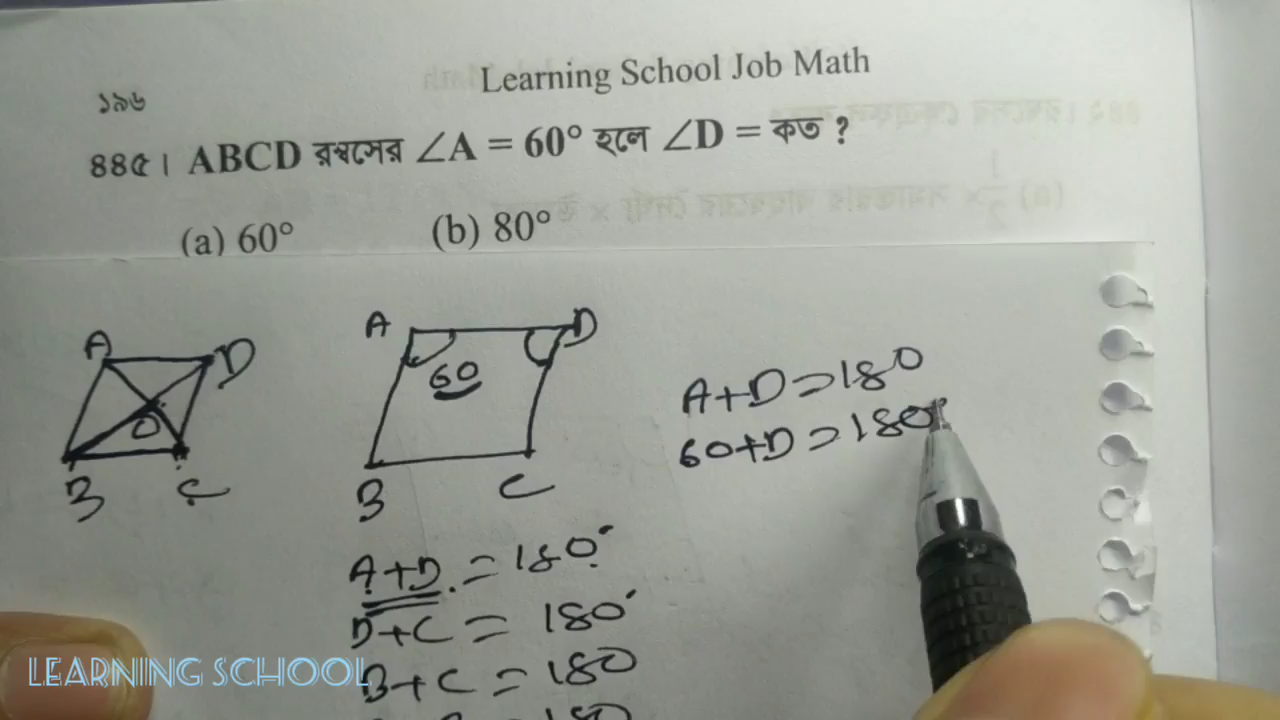 Learning School Job Math
১৯৬
৪৪৫। ABCD রম্বসের ∠A = 60° হলে ∠D = কত ?
(a) 60° (b) 80°
A D
O
B C
A D
60
B C
A+D=180
60+D=180°
A+D = 180°
D+C = 180°
B+C = 180
180
LEARNING SCHOOL